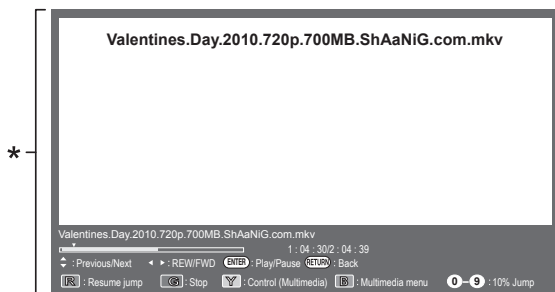 Valentines.Day.2010.720p.700MB.ShAaNiG.com.mkv
*
Valentines.Day.2010.720p.700MB.ShAaNiG.com.mkv
1 : 04 : 30/2 : 04 : 39
: Previous/Next : REW/FWD ENTER : Play/Pause RETURN : Back
R : Resume jump G : Stop Y : Control (Multimedia) B : Multimedia menu 0 – 9 : 10% Jump